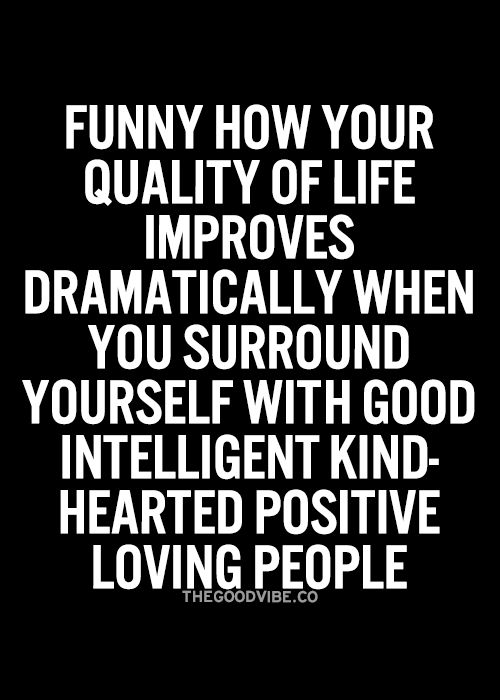 FUNNY HOW YOUR
QUALITY OF LIFE
IMPROVES
DRAMATICALLY WHEN
YOU SURROUND
YOURSELF WITH GOOD
INTELLIGENT KIND-
HEARTED POSITIVE
LOVING PEOPLE
THEGOODVIBE.CO